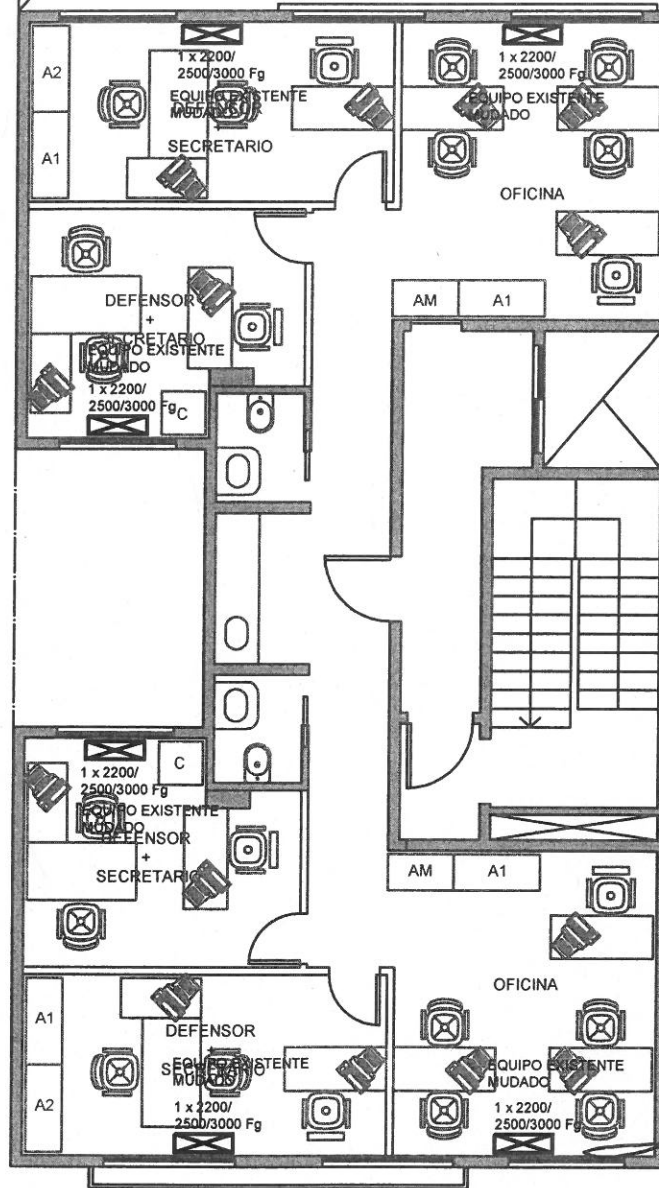 1 x 2200/
2500/3000 Fg
EQUIPO EXISTENTE
MUDADO
DEFENSOR
+
SECRETARIO
A2
A1
1 x 2200/
2500/3000 Fg
EQUIPO EXISTENTE
MUDADO
OFICINA
AM
A1
DEFENSOR
+
SECRETARIO
EQUIPO EXISTENTE
MUDADO
1 x 2200/
2500/3000 Fg
C
C
1 x 2200/
2500/3000 Fg
EQUIPO EXISTENTE
MUDADO
DEFENSOR
+
SECRETARIO
AM
A1
OFICINA
EQUIPO EXISTENTE
MUDADO
1 x 2200/
2500/3000 Fg
A1
A2
DEFENSOR
+
SECRETARIO
EQUIPO EXISTENTE
MUDADO
1 x 2200/
2500/3000 Fg